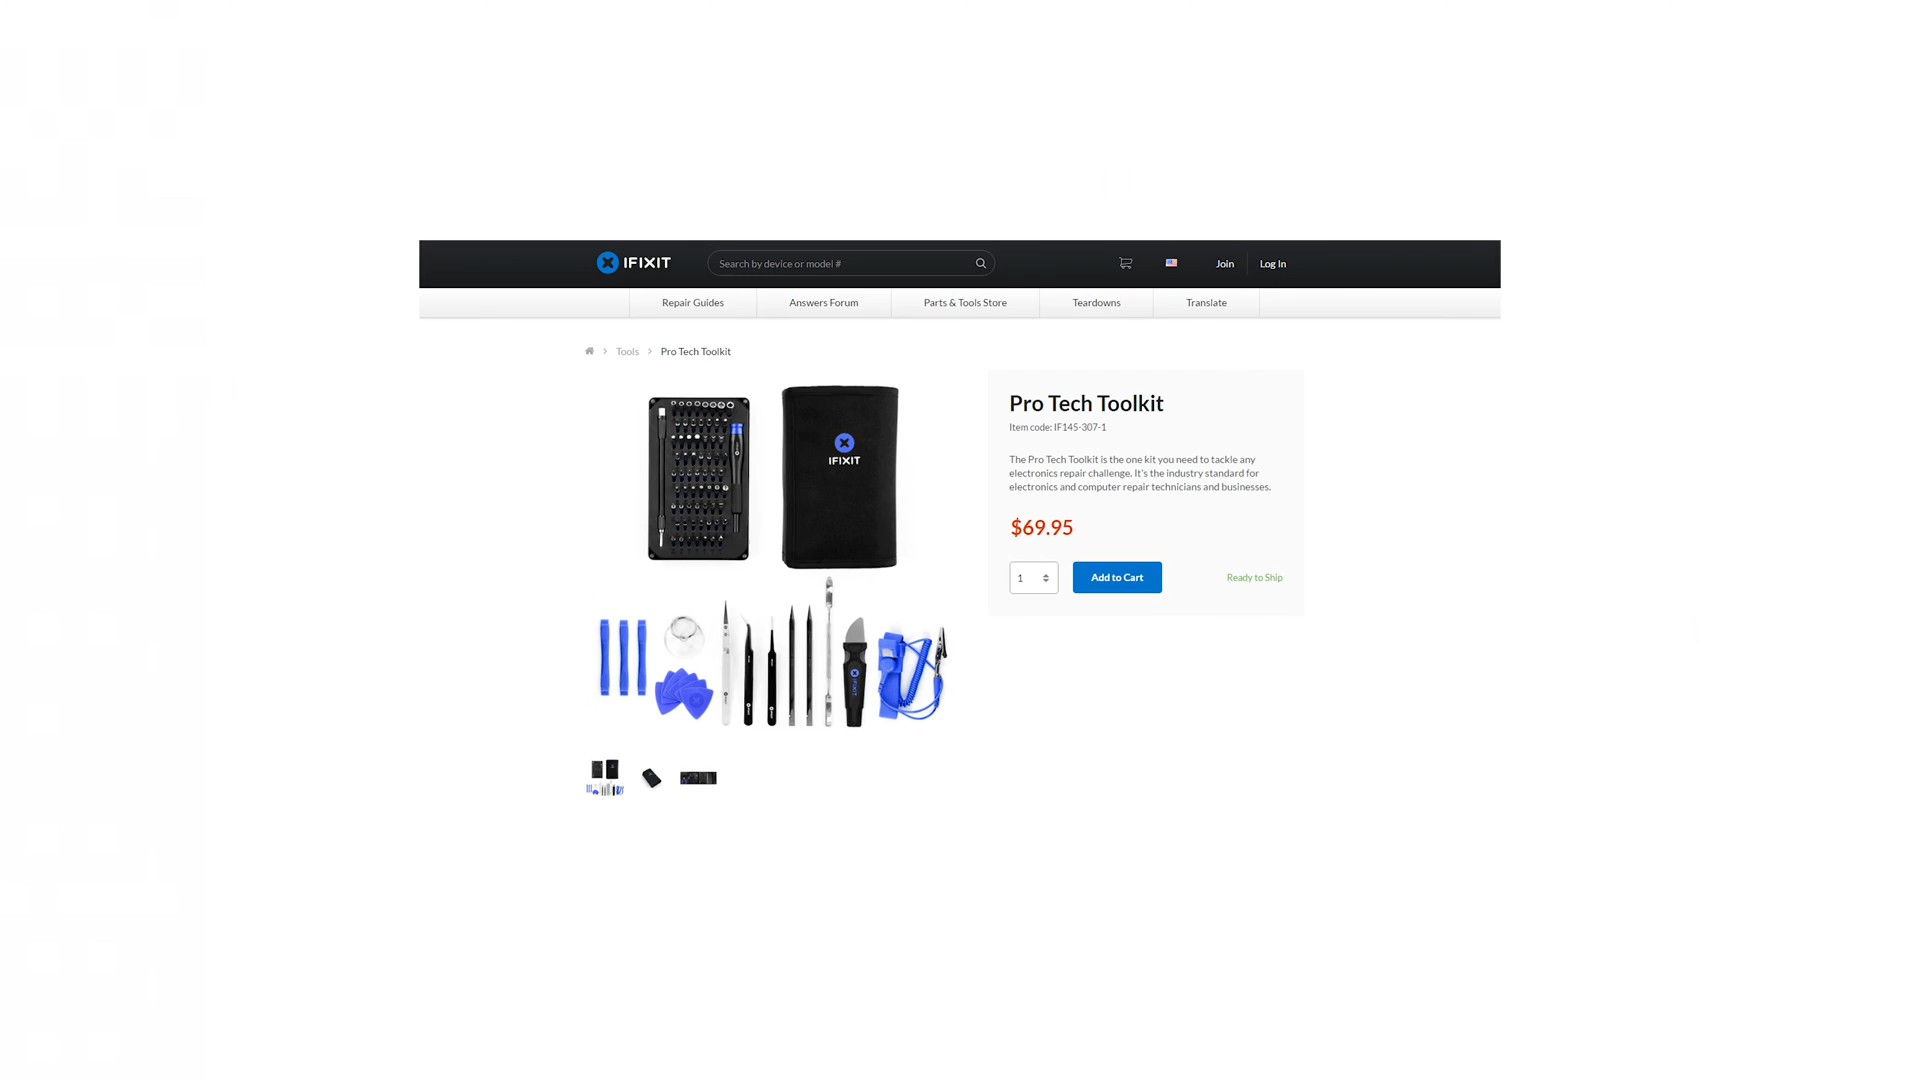 IFIXIT
Search by device or model #
Join
Log In
Repair Guides
Answers Forum
Parts & Tools Store
Teardowns
Translate
Tools
Pro Tech Toolkit
IFIXIT
IFIXIT
Pro Tech Toolkit
Item code: IF145-307-1
The Pro Tech Toolkit is the one kit you need to tackle any
electronics repair challenge. It's the industry standard for
electronics and computer repair technicians and businesses.
$69.95
1
Add to Cart
Ready to Ship